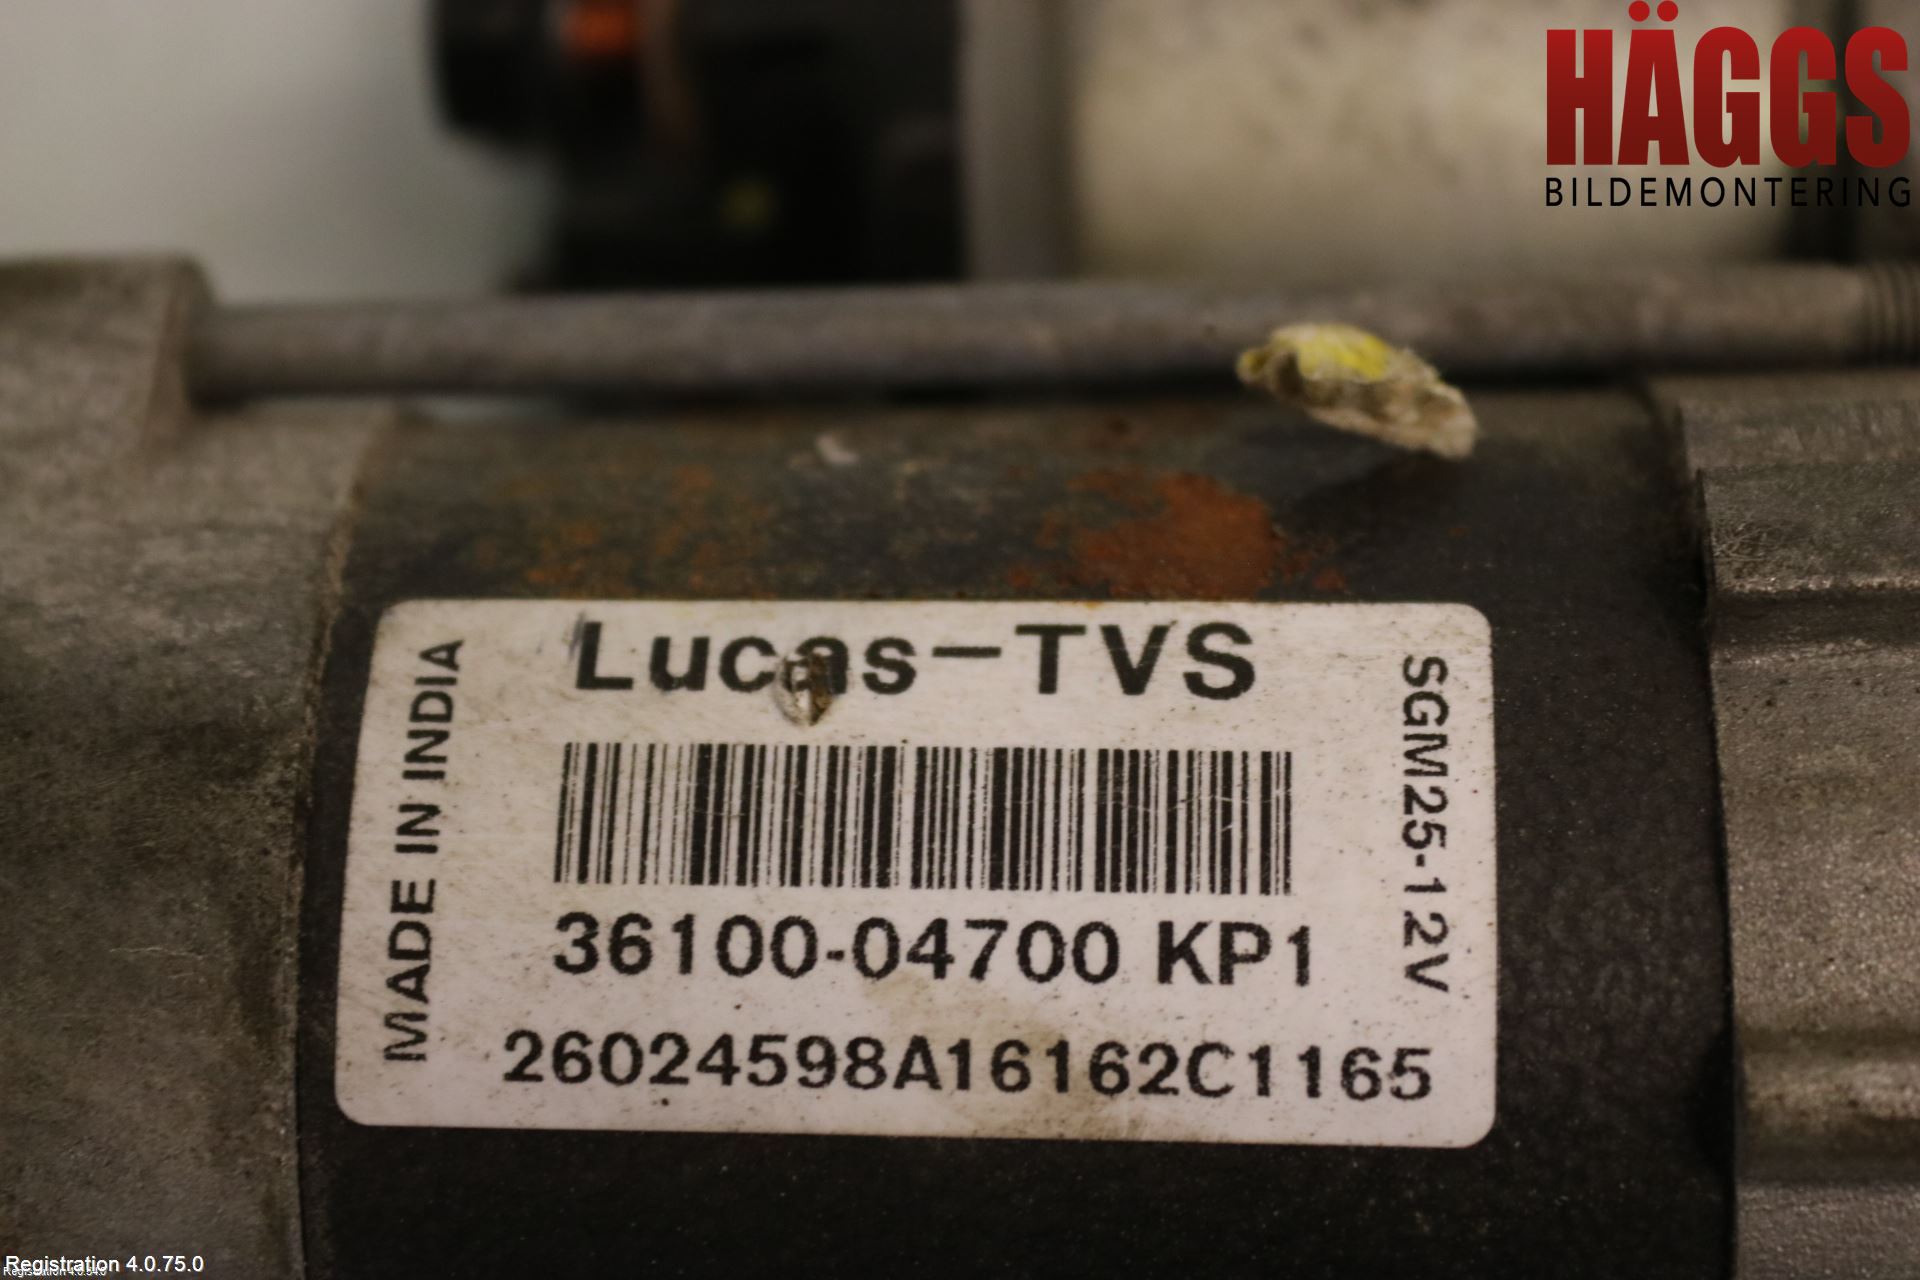 HÄGGS
BILDEMONTERING
Lucas-TVS
MADE IN INDIA
SGM25-12V
36100-04700 KP1
26024598A16162C1165
Registration 4.0.75.0